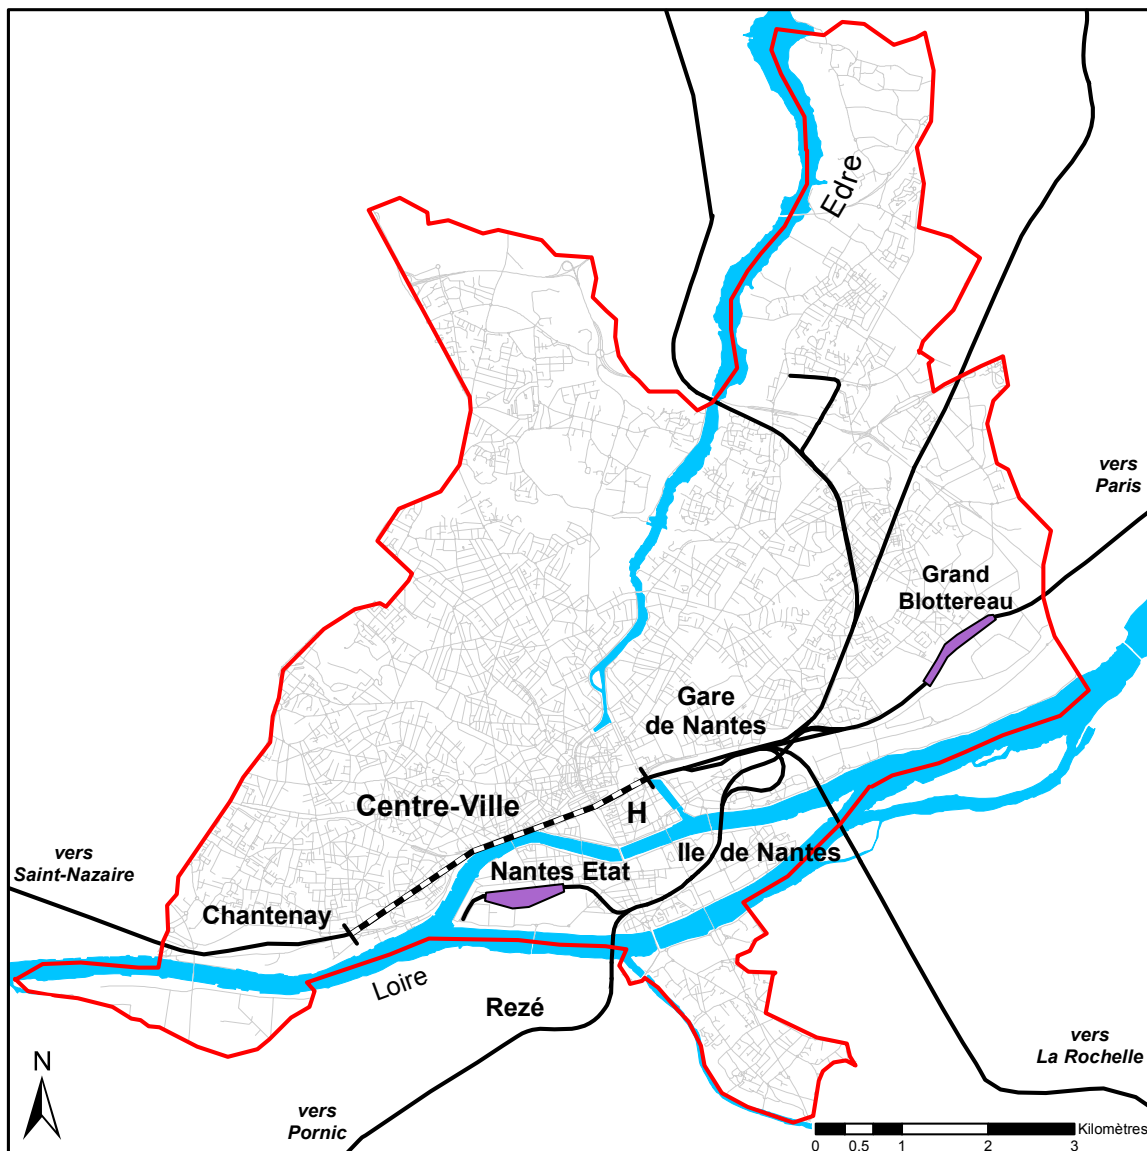 Edre
vers
Paris
Grand
Blottereau
Gare
de Nantes
Centre-Ville
H
Ile de Nantes
vers
Saint-Nazaire
Nantes Etat
Chantenay
Loire
Rezé
vers
La Rochelle
N
vers
Pornic
Kilomètres
0 0.5 1 2 3